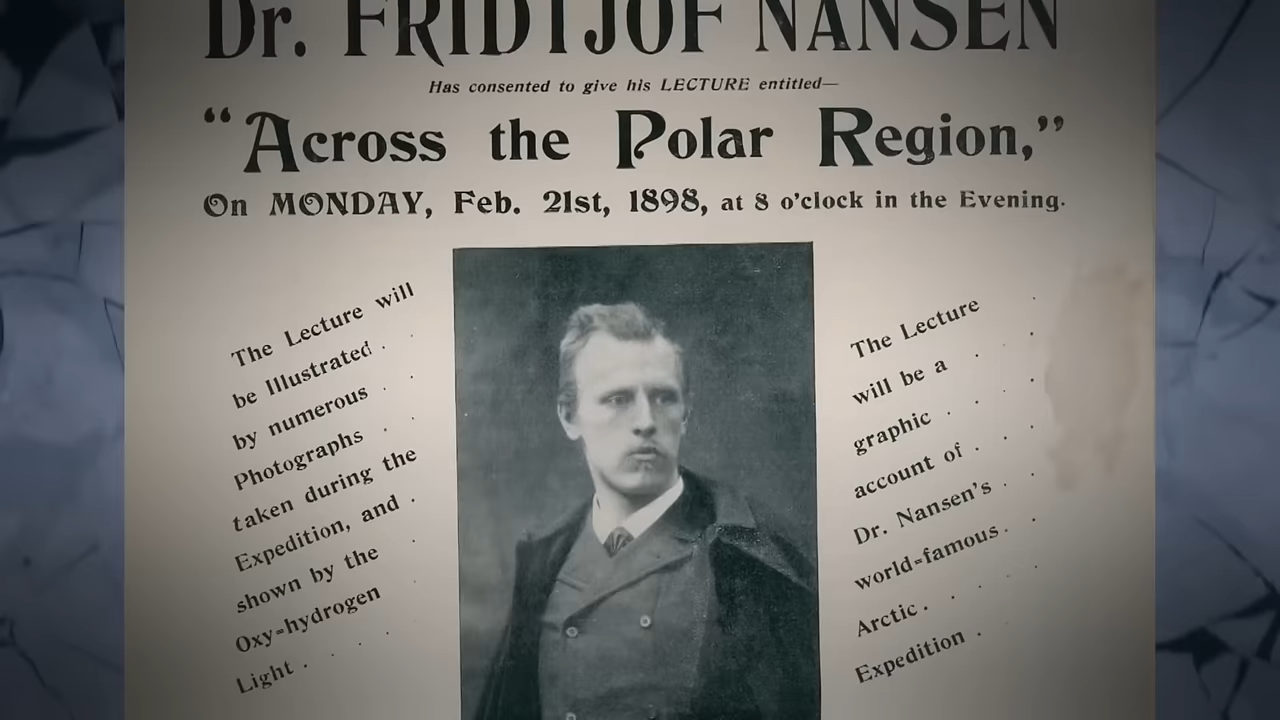 Dr. FRIDTJOF NANSEN
Has consented to give his LECTURE entitled—
“Across the Polar Region,”
On MONDAY, Feb. 21st, 1898, at 8 o’clock in the Evening.
The Lecture will
be Illustrated . .
by numerous . .
Photographs . .
taken during the
Expedition, and .
shown by the .
Oxy-hydrogen .
Light . . .
The Lecture .
will be a . .
graphic . . .
account of . . .
Dr. Nansen’s . .
world-famous. .
Arctic. . . .
Expedition .